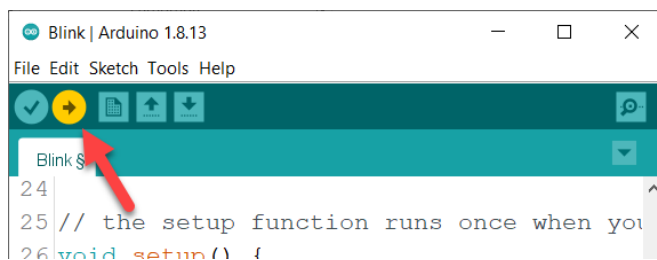 Blink | Arduino 1.8.13
File Edit Sketch Tools Help
Blink §
24
25 // the setup function runs once when you
26 void setup() {